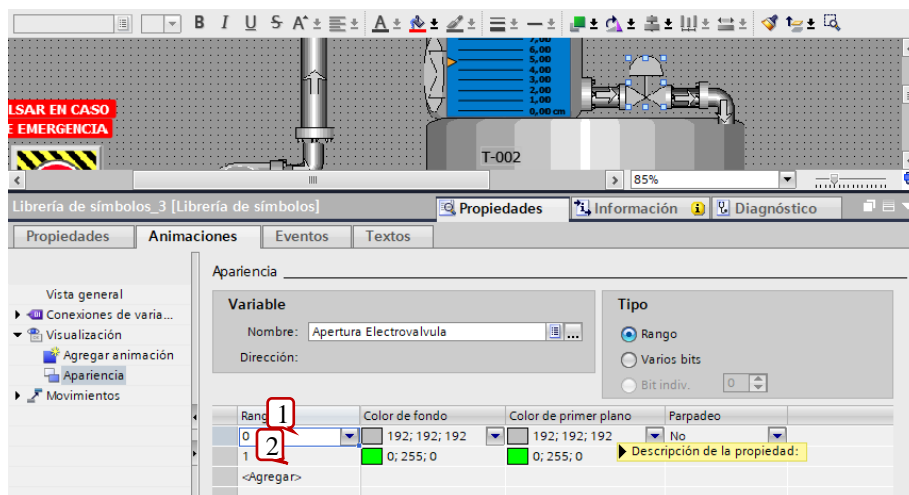 B I U S A
7,00
6,00
5,00
4,00
3,00
2,00
1,00
0,00 cm
LSAR EN CASO
E EMERGENCIA
T-002
85%
Librería de símbolos_3 [Librería de símbolos]
Propiedades
Información
Diagnóstico
Propiedades
Animaciones
Eventos
Textos
Apariencia
Vista general
Conexiones de varia...
Visualización
Agregar animación
Apariencia
Movimientos
Variable
Nombre: Apertura Electrovalvula
Dirección:
Tipo
Rango
Varios bits
Bit indiv. 0
Rang 1 Color de fondo Color de primer plano Parpadeo
0 192; 192; 192 192; 192; 192 No
1 2 0; 255; 0 0; 255; 0
Descripción de la propiedad:
<Agregar>